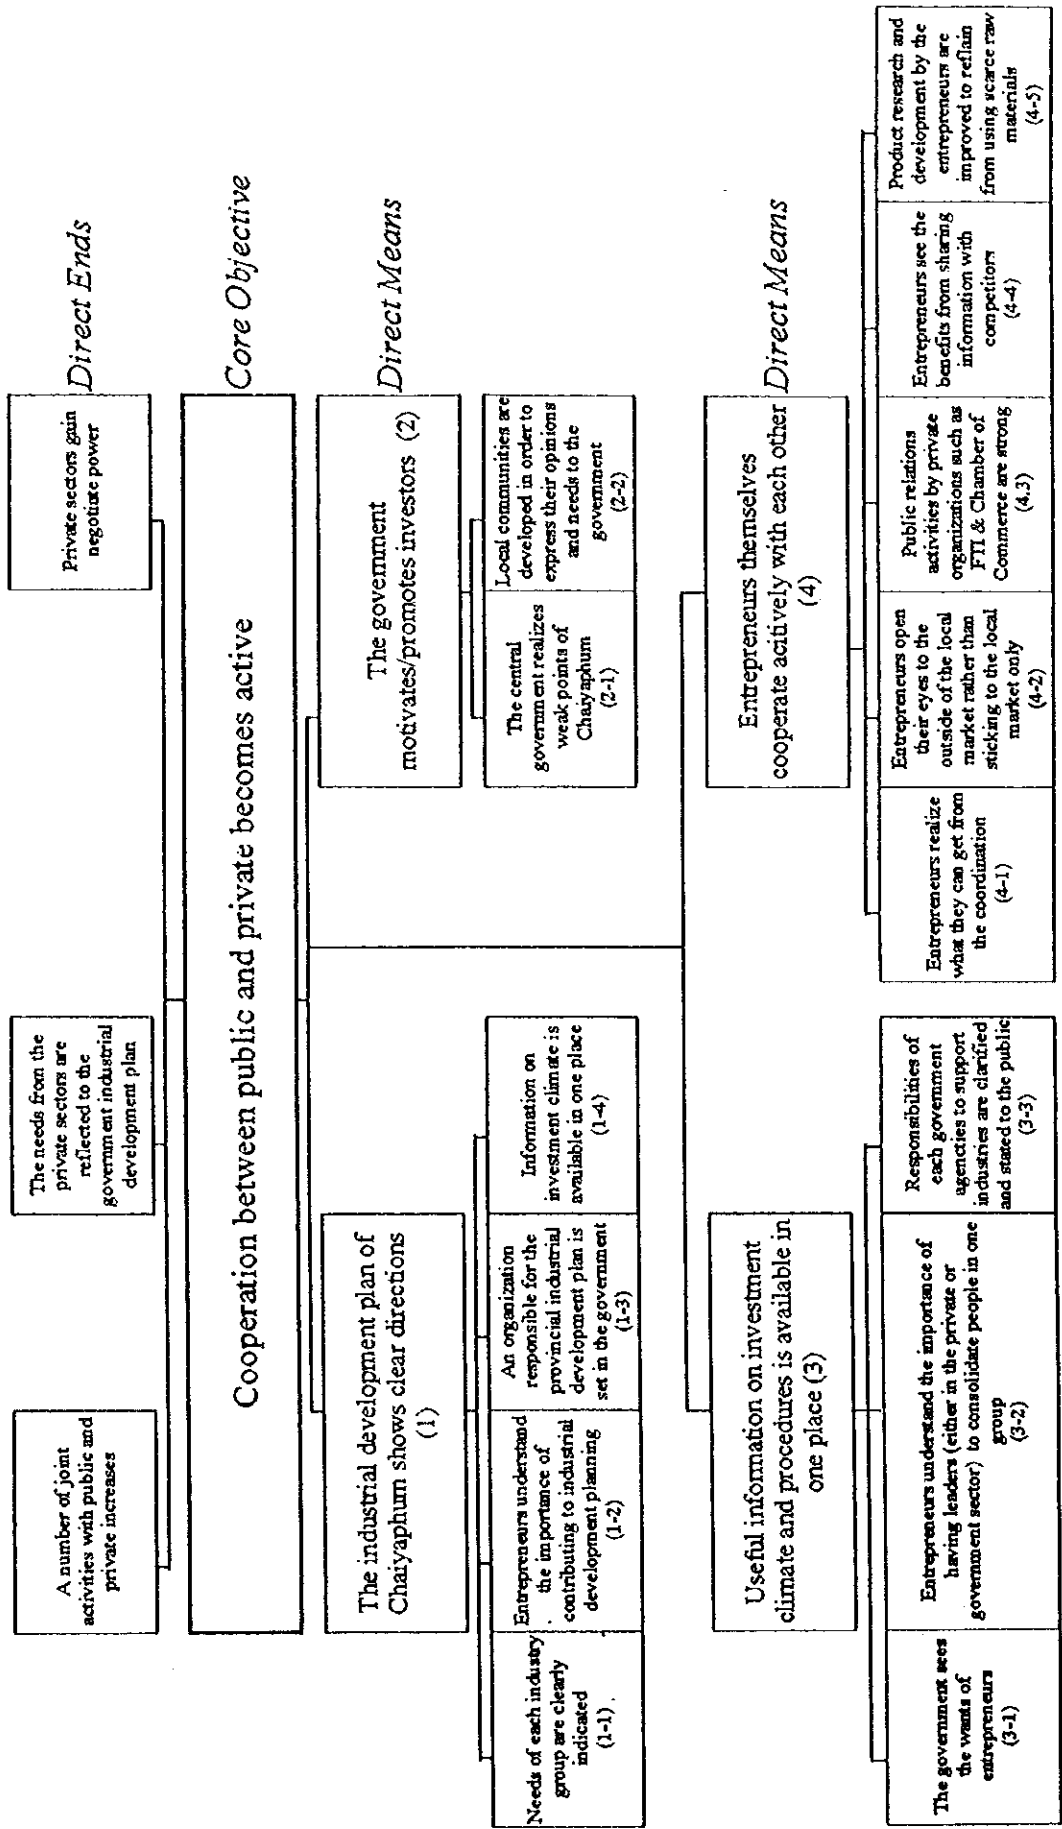 A number of joint
activities with public and
private increases
The needs from the
private sectors are
reflected to the
government industrial
development plan
Private sectors gain
negotiate power
Direct Ends
Cooperation between public and private becomes active
Core Objective
The industrial development plan of
Chaiyaphum shows clear directions
(1)
The government
motivates/promotes investors (2)
Direct Means
Needs of each industry
group are clearly
indicated
(1-1)
Entrepreneurs understand
the importance of
contributing to industrial
development planning
(1-2)
An organization
responsible for the
provincial industrial
development plan is
set in the government
(1-3)
Information on
investment climate is
available in one place
(1-4)
The central
government realizes
weak points of
Chaiyaphum
(2-1)
Local communities are
developed in order to
express their opinions
and needs to the
government
(2-2)
Useful information on investment
climate and procedures is available in
one place (3)
Entrepreneurs themselves
cooperate acitively with each other
(4)
Direct Means
The government sees
the wants of
entrepreneurs
(3-1)
Entrepreneurs understand the importance of
having leaders (either in the private or
government sector) to consolidate people in one
group
(3-2)
Responsibilities of
each government
agencies to support
industries are clarified
and stated to the public
(3-3)
Entrepreneurs realize
what they can get from
the coordination
(4-1)
Entrepreneurs open
their eyes to the
outside of the local
market rather than
sticking to the local
market only
(4-2)
Public relations
activities by private
organizations such as
FTI & Chamber of
Commerce are strong
(4.3)
Entrepreneurs see the
benefits from sharing
information with
competitors
(4-4)
Product research and
development by the
entrepreneurs are
improved to reflain
from using scarce raw
materials
(4-5)